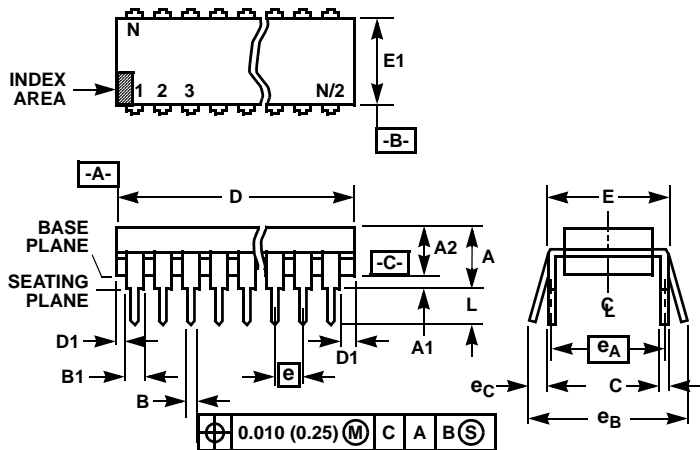 N
E1
INDEX
AREA
1 2 3 N/2
-B-
-A-
D
E
BASE
PLANE
A2
A
-C-
SEATING
PLANE
L
C
L
D1
A1
D1
eA
B1
e
eC
C
B
eB
0.010 (0.25) M C A B S